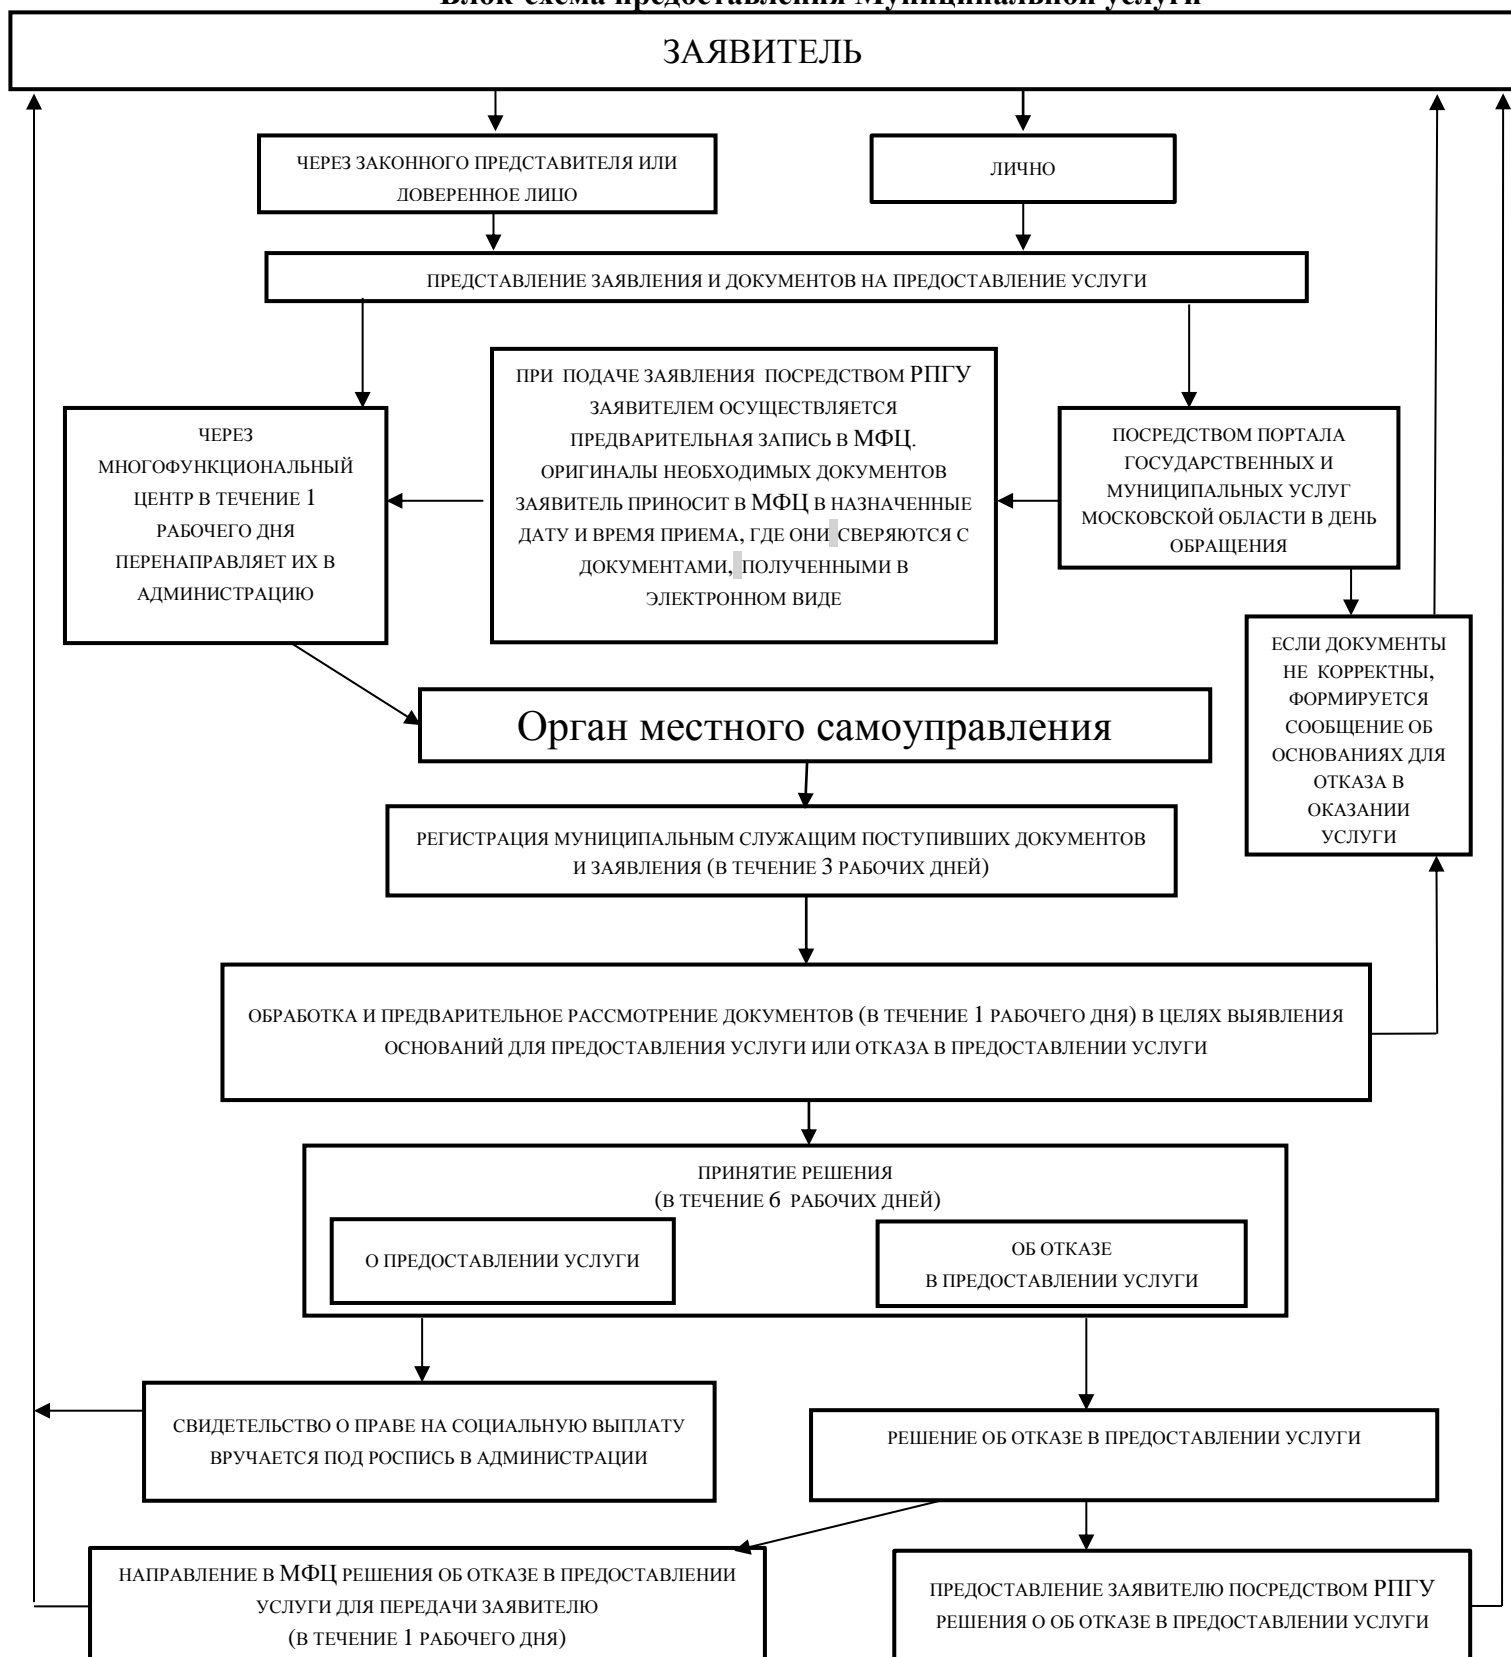 Блок-схема предоставления Муниципальной услуги
ЗАЯВИТЕЛЬ
ЧЕРЕЗ ЗАКОННОГО ПРЕДСТАВИТЕЛЯ ИЛИ
ДОВЕРЕННОЕ ЛИЦО
ЛИЧНО
ПРЕДСТАВЛЕНИЕ ЗАЯВЛЕНИЯ И ДОКУМЕНТОВ НА ПРЕДОСТАВЛЕНИЕ УСЛУГИ
ЧЕРЕЗ
МНОГОФУНКЦИОНАЛЬНЫЙ
ЦЕНТР В ТЕЧЕНИЕ 1
РАБОЧЕГО ДНЯ
ПЕРЕНАПРАВЛЯЕТ ИХ В
АДМИНИСТРАЦИЮ
ПРИ ПОДАЧЕ ЗАЯВЛЕНИЯ ПОСРЕДСТВОМ РПГУ
ЗАЯВИТЕЛЕМ ОСУЩЕСТВЛЯЕТСЯ
ПРЕДВАРИТЕЛЬНАЯ ЗАПИСЬ В МФЦ.
ОРИГИНАЛЫ НЕОБХОДИМЫХ ДОКУМЕНТОВ
ЗАЯВИТЕЛЬ ПРИНОСИТ В МФЦ В НАЗНАЧЕННЫЕ
ДАТУ И ВРЕМЯ ПРИЕМА, ГДЕ ОНИ СВЕРЯЮТСЯ С
ДОКУМЕНТАМИ, ПОЛУЧЕННЫМИ В
ЭЛЕКТРОННОМ ВИДЕ
ПОСРЕДСТВОМ ПОРТАЛА
ГОСУДАРСТВЕННЫХ И
МУНИЦИПАЛЬНЫХ УСЛУГ
МОСКОВСКОЙ ОБЛАСТИ В ДЕНЬ
ОБРАЩЕНИЯ
ЕСЛИ ДОКУМЕНТЫ
НЕ КОРРЕКТНЫ,
ФОРМИРУЕТСЯ
СООБЩЕНИЕ ОБ
ОСНОВАНИЯХ ДЛЯ
ОТКАЗА В
ОКАЗАНИИ
УСЛУГИ
Орган местного самоуправления
РЕГИСТРАЦИЯ МУНИЦИПАЛЬНЫМ СЛУЖАЩИМ ПОСТУПИВШИХ ДОКУМЕНТОВ
И ЗАЯВЛЕНИЯ (В ТЕЧЕНИЕ 3 РАБОЧИХ ДНЕЙ)
ОБРАБОТКА И ПРЕДВАРИТЕЛЬНОЕ РАССМОТРЕНИЕ ДОКУМЕНТОВ (В ТЕЧЕНИЕ 1 РАБОЧЕГО ДНЯ) В ЦЕЛЯХ ВЫЯВЛЕНИЯ
ОСНОВАНИЙ ДЛЯ ПРЕДОСТАВЛЕНИЯ УСЛУГИ ИЛИ ОТКАЗА В ПРЕДОСТАВЛЕНИИ УСЛУГИ
ПРИНЯТИЕ РЕШЕНИЯ
(В ТЕЧЕНИЕ 6 РАБОЧИХ ДНЕЙ)
О ПРЕДОСТАВЛЕНИИ УСЛУГИ
ОБ ОТКАЗЕ
В ПРЕДОСТАВЛЕНИИ УСЛУГИ
СВИДЕТЕЛЬСТВО О ПРАВЕ НА СОЦИАЛЬНУЮ ВЫПЛАТУ
ВРУЧАЕТСЯ ПОД РОСПИСЬ В АДМИНИСТРАЦИИ
РЕШЕНИЕ ОБ ОТКАЗЕ В ПРЕДОСТАВЛЕНИИ УСЛУГИ
НАПРАВЛЕНИЕ В МФЦ РЕШЕНИЯ ОБ ОТКАЗЕ В ПРЕДОСТАВЛЕНИИ
УСЛУГИ ДЛЯ ПЕРЕДАЧИ ЗАЯВИТЕЛЮ
(В ТЕЧЕНИЕ 1 РАБОЧЕГО ДНЯ)
ПРЕДОСТАВЛЕНИЕ ЗАЯВИТЕЛЮ ПОСРЕДСТВОМ РПГУ
РЕШЕНИЯ О ОБ ОТКАЗЕ В ПРЕДОСТАВЛЕНИИ УСЛУГИ